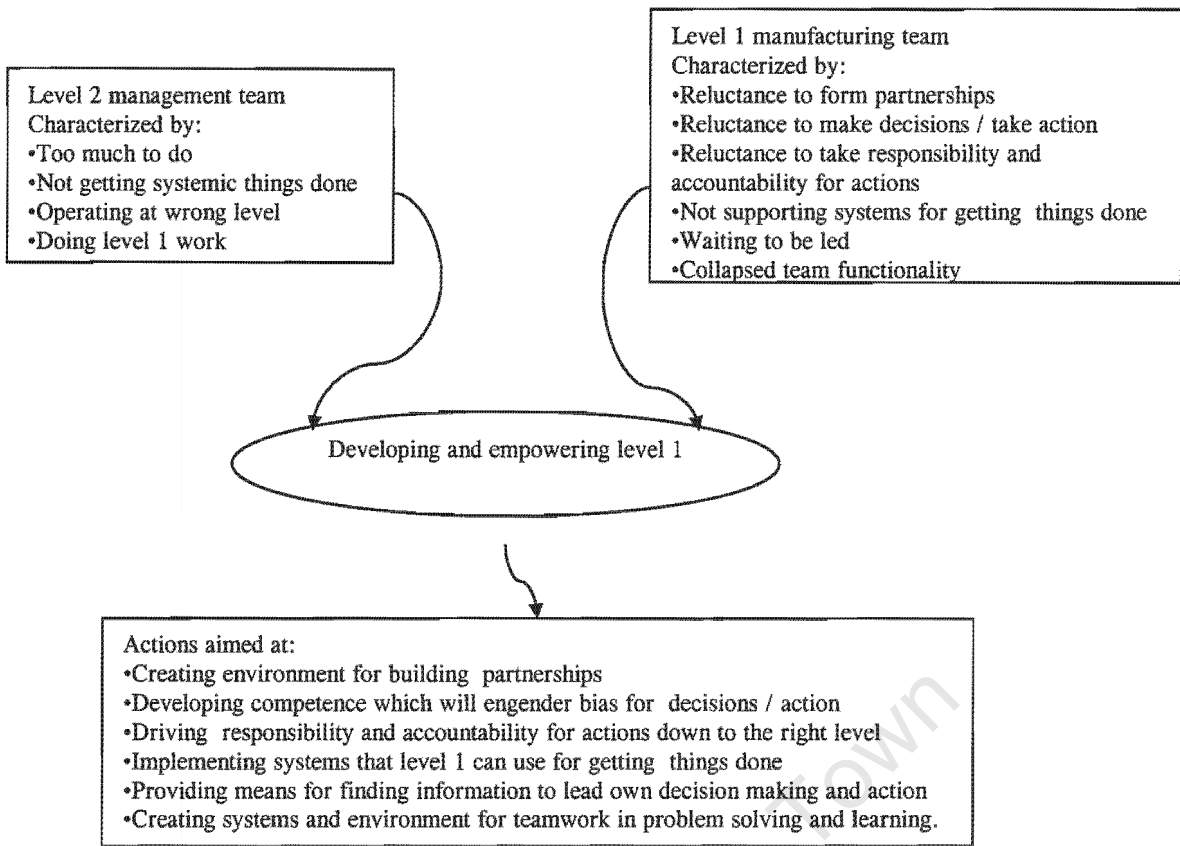 Level 2 management team
Characterized by:
•Too much to do
•Not getting systemic things done
•Operating at wrong level
•Doing level 1 work
Level 1 manufacturing team
Characterized by:
•Reluctance to form partnerships
•Reluctance to make decisions / take action
•Reluctance to take responsibility and
accountability for actions
•Not supporting systems for getting things done
•Waiting to be led
•Collapsed team functionality
Developing and empowering level 1
Actions aimed at:
•Creating environment for building partnerships
•Developing competence which will engender bias for decisions / action
•Driving responsibility and accountability for actions down to the right level
•Implementing systems that level 1 can use for getting things done
•Providing means for finding information to lead own decision making and action
•Creating systems and environment for teamwork in problem solving and learning.
Town